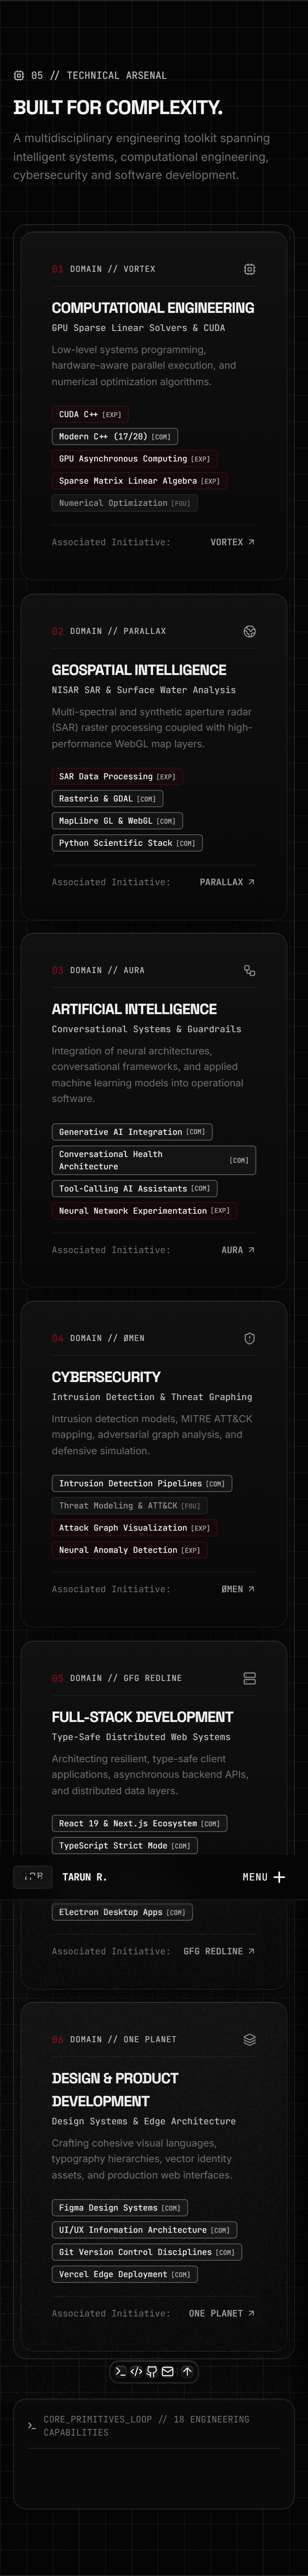 05 // TECHNICAL ARSENAL
BUILT FOR COMPLEXITY.
A multidisciplinary engineering toolkit spanning
intelligent systems, computational engineering,
cybersecurity and software development.
01 DOMAIN // VORTEX
COMPUTATIONAL ENGINEERING
GPU Sparse Linear Solvers & CUDA
Low-level systems programming,
hardware-aware parallel execution, and
numerical optimization algorithms.
CUDA C++ [EXP]
Modern C++ (17/20) [COM]
GPU Asynchronous Computing [EXP]
Sparse Matrix Linear Algebra [EXP]
Numerical Optimization [FOU]
Associated Initiative: VORTEX
02 DOMAIN // PARALLAX
GEOSPATIAL INTELLIGENCE
NISAR SAR & Surface Water Analysis
Multi-spectral and synthetic aperture radar
(SAR) raster processing coupled with high-
performance WebGL map layers.
SAR Data Processing [EXP]
Rasterio & GDAL [COM]
MapLibre GL & WebGL [COM]
Python Scientific Stack [COM]
Associated Initiative: PARALLAX
03 DOMAIN // AURA
ARTIFICIAL INTELLIGENCE
Conversational Systems & Guardrails
Integration of neural architectures,
conversational frameworks, and applied
machine learning models into operational
software.
Generative AI Integration [COM]
Conversational Health
Architecture [COM]
Tool-Calling AI Assistants [COM]
Neural Network Experimentation [EXP]
Associated Initiative: AURA
04 DOMAIN // ØMEN
CYBERSECURITY
Intrusion Detection & Threat Graphing
Intrusion detection models, MITRE ATT&CK
mapping, adversarial graph analysis, and
defensive simulation.
Intrusion Detection Pipelines [COM]
Threat Modeling & ATT&CK [FOU]
Attack Graph Visualization [EXP]
Neural Anomaly Detection [EXP]
Associated Initiative: ØMEN
05 DOMAIN // GFG REDLINE
FULL-STACK DEVELOPMENT
Type-Safe Distributed Web Systems
Architecting resilient, type-safe client
applications, asynchronous backend APIs,
and distributed data layers.
React 19 & Next.js Ecosystem [COM]
TypeScript Strict Mode [COM]
TARUN R. MENU
Electron Desktop Apps [COM]
Associated Initiative: GFG REDLINE
06 DOMAIN // ONE PLANET
DESIGN & PRODUCT
DEVELOPMENT
Design Systems & Edge Architecture
Crafting cohesive visual languages,
typography hierarchies, vector identity
assets, and production web interfaces.
Figma Design Systems [COM]
UI/UX Information Architecture [COM]
Git Version Control Disciplines [COM]
Vercel Edge Deployment [COM]
Associated Initiative: ONE PLANET
CORE_PRIMITIVES_LOOP // 18 ENGINEERING
CAPABILITIES